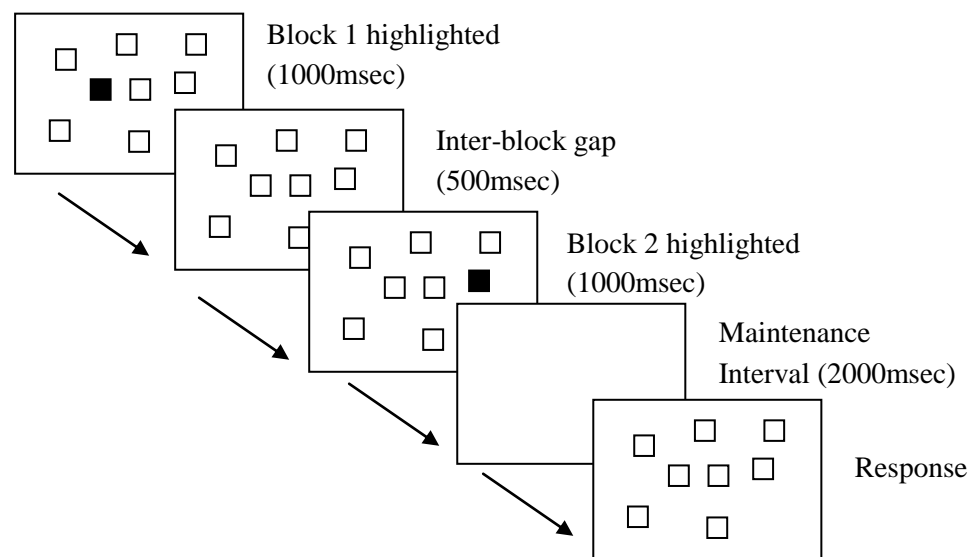 Block 1 highlighted
(1000msec)
Inter-block gap
(500msec)
Block 2 highlighted
(1000msec)
Maintenance
Interval (2000msec)
Response